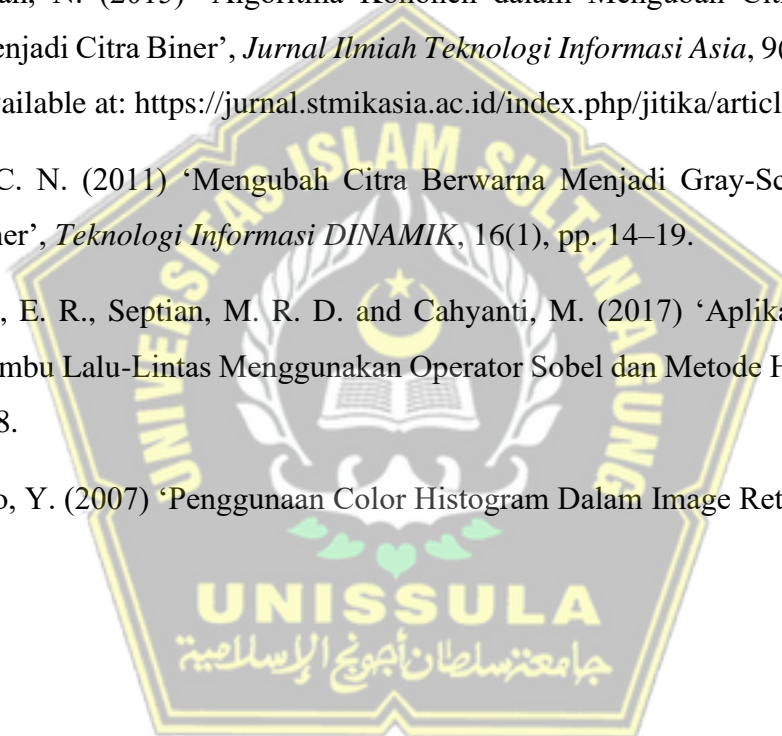 an, N. (2015) ‘Algoritma Kohonen dalam Mengubah Cit
enjadi Citra Biner’, Jurnal Ilmiah Teknologi Informasi Asia, 9(
vailable at: https://jurnal.stmikasia.ac.id/index.php/jitika/articl
C. N. (2011) ‘Mengubah Citra Berwarna Menjadi Gray-Sc
ner’, Teknologi Informasi DINAMIK, 16(1), pp. 14–19.
, E. R., Septian, M. R. D. and Cahyanti, M. (2017) ‘Aplika
mbu Lalu-Lintas Menggunakan Operator Sobel dan Metode H
8.
o, Y. (2007) ‘Penggunaan Color Histogram Dalam Image Ret
UNIVERSITAS ISLAM SULTAN AGUNG
UNISSULA
جامعة سلطان أجونج الإسلامية